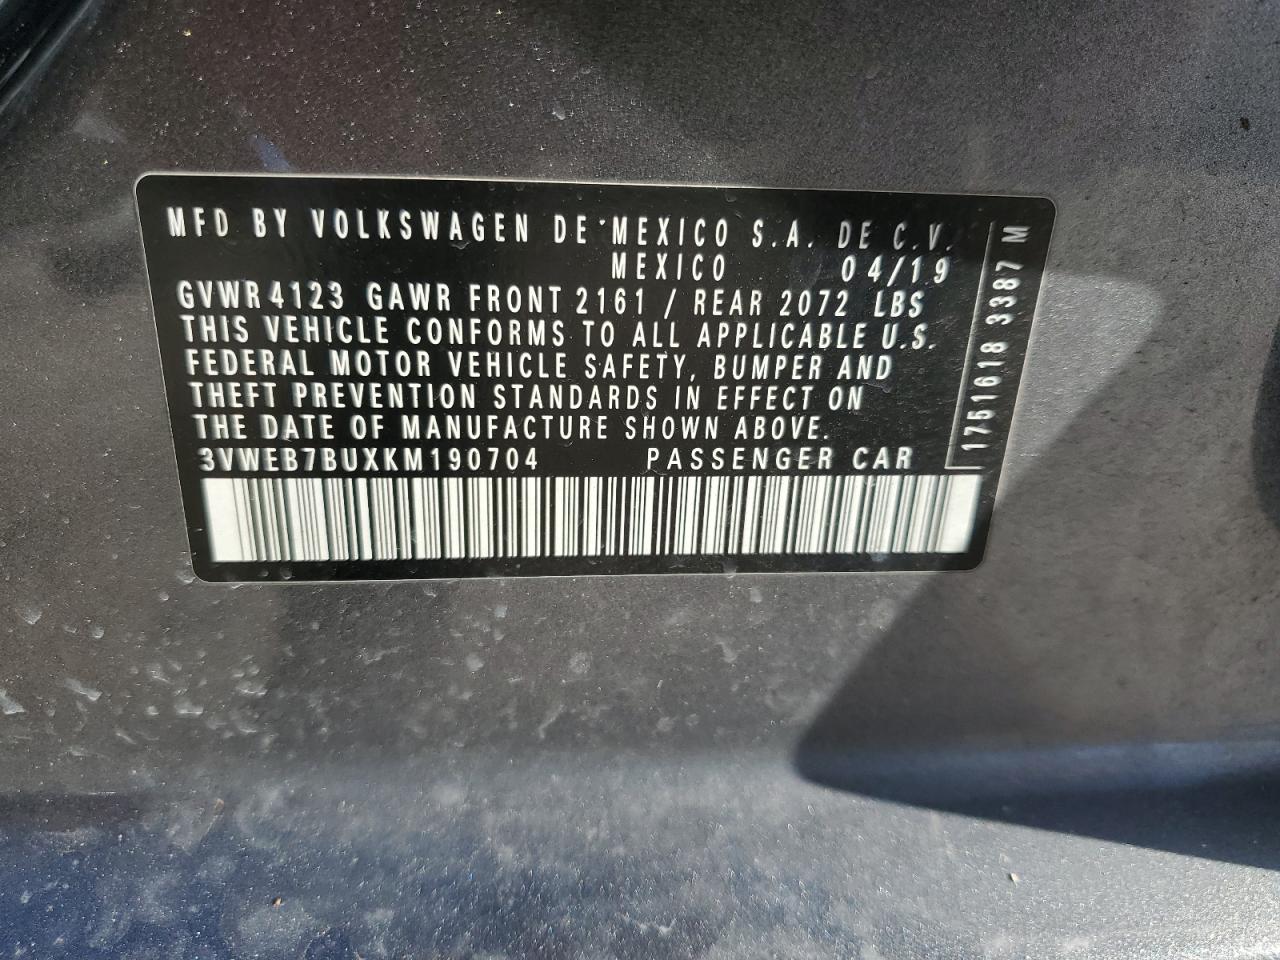 MFD BY VOLKSWAGEN DE MEXICO S.A. DE C.V.
MEXICO 04/19
GVWR 4123 GAWR FRONT 2161 / REAR 2072 LBS
THIS VEHICLE CONFORMS TO ALL APPLICABLE U.S.
FEDERAL MOTOR VEHICLE SAFETY, BUMPER AND
THEFT PREVENTION STANDARDS IN EFFECT ON
THE DATE OF MANUFACTURE SHOWN ABOVE.
3VWEB7BUXKM190704 PASSENGER CAR
1751618 3387 M